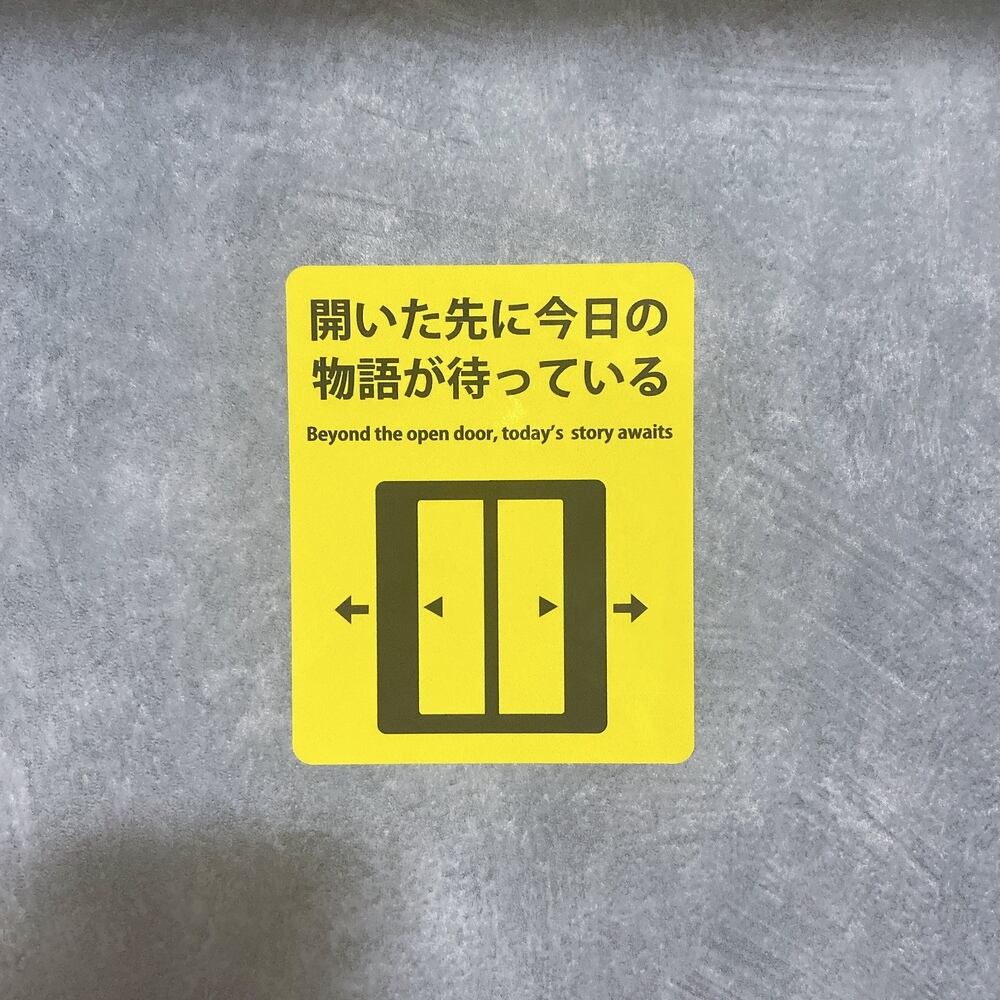 開いた先に今日の
物語が待っている
Beyond the open door, today’s story awaits